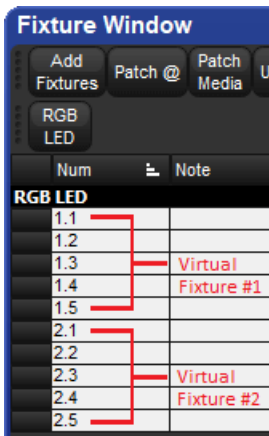 Fixture Window
Add Fixtures Patch @ Patch Media U
RGB LED
Num Note
RGB LED
1.1
1.2
1.3 Virtual
1.4 Fixture #1
1.5
2.1
2.2
2.3 Virtual
2.4 Fixture #2
2.5